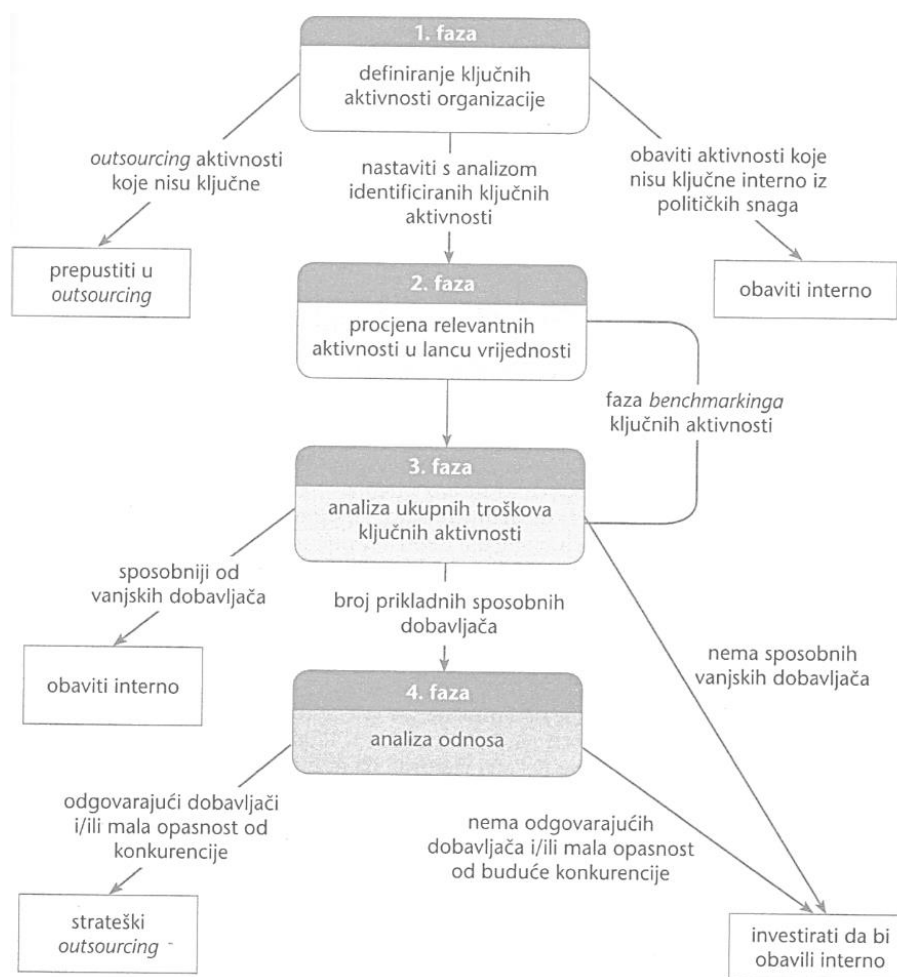 1. faza
definiranje ključnih
aktivnosti organizacije
outsourcing aktivnosti
koje nisu ključne
nastaviti s analizom
identificiranih ključnih
aktivnosti
obaviti aktivnosti koje
nisu ključne interno iz
političkih snaga
prepustiti u
outsourcing
2. faza
procjena relevantnih
aktivnosti u lancu vrijednosti
obaviti interno
faza benchmarkinga
ključnih aktivnosti
3. faza
analiza ukupnih troškova
ključnih aktivnosti
sposobniji od
vanjskih dobavljača
broj prikladnih sposobnih
dobavljača
nema sposobnih
vanjskih dobavljača
obaviti interno
4. faza
analiza odnosa
odgovarajući dobavljači
i/ili mala opasnost od
konkurencije
nema odgovarajućih
dobavljača i/ili mala opasnost
od buduće konkurencije
strateški
outsourcing
investirati da bi
obavili interno